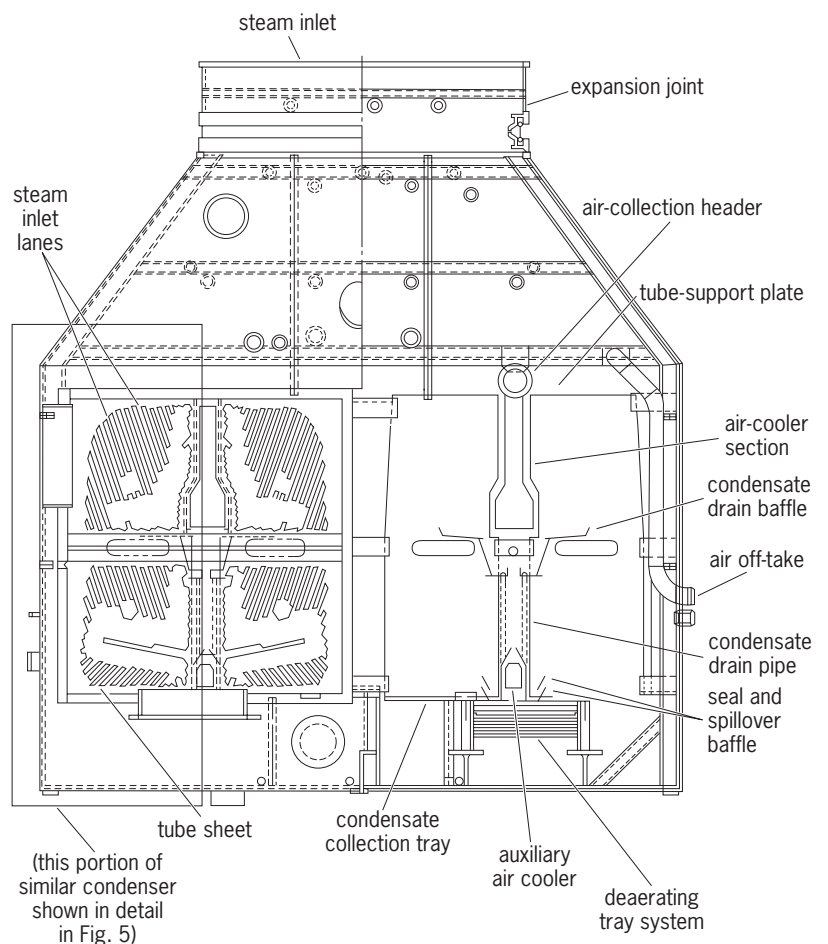 steam inlet
expansion joint
steam
inlet
lanes
air-collection header
tube-support plate
air-cooler
section
condensate
drain baffle
air off-take
condensate
drain pipe
seal and
spillover
baffle
tube sheet
condensate
collection tray
auxiliary
air cooler
deaerating
tray system
(this portion of
similar condenser
shown in detail
in Fig. 5)